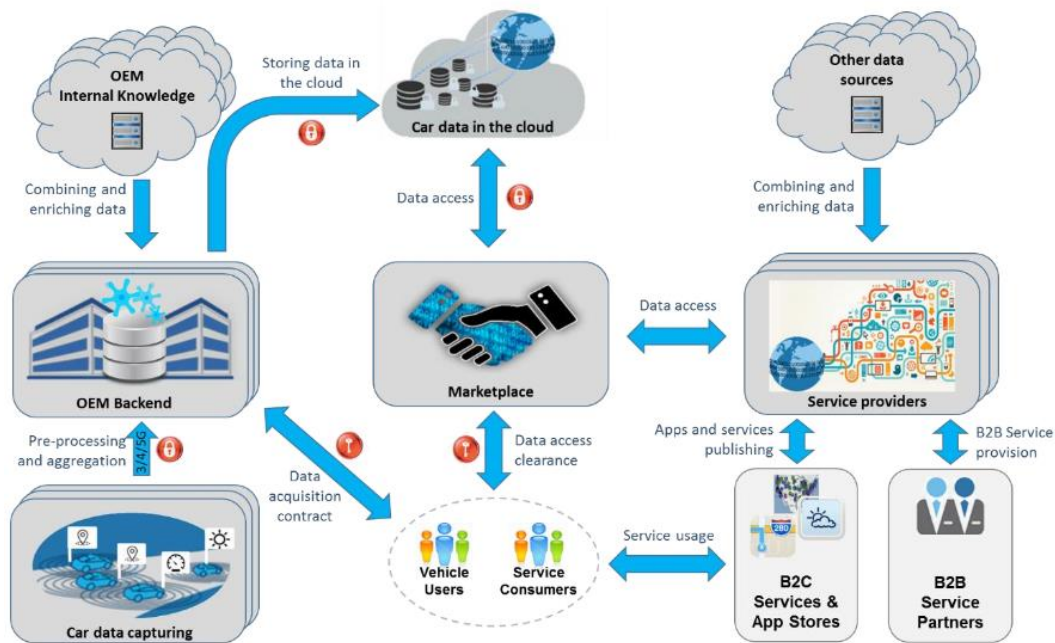 OEM
Internal Knowledge
Storing data in
the cloud
Car data in the cloud
Other data
sources
Combining and
enriching data
Data access
Combining and
enriching data
OEM Backend
Marketplace
Data access
Service providers
Pre-processing
and aggregation
3/4/5G
Data
acquisition
contract
Data access
clearance
Apps and services
publishing
B2B Service
provision
Car data capturing
Vehicle
Users
Service
Consumers
Service usage
280
B2C
Services &
App Stores
B2B
Service
Partners